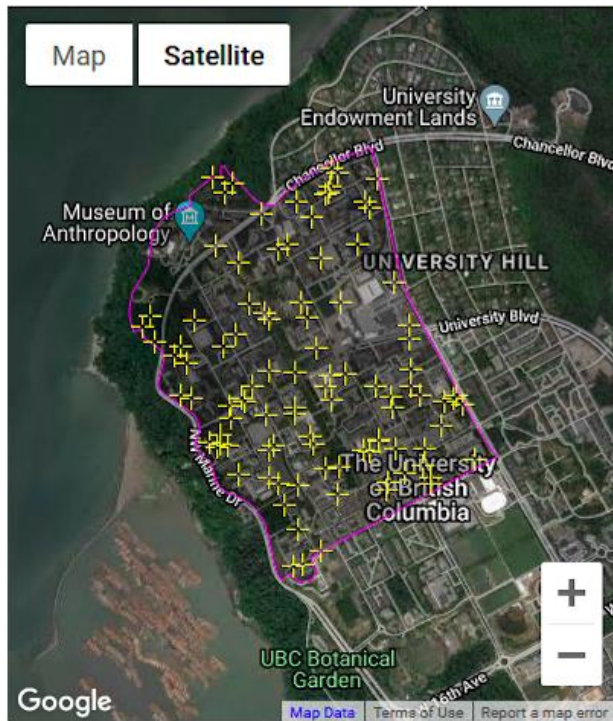 Map
Satellite
University
Endowment Lands
Chancellor Blvd
Chancellor Blvd
Museum of
Anthropology
UNIVERSITY HILL
University Blvd
NW Marine Dr
The University
of British
Columbia
UBC Botanical
Garden
16th Ave
+
−
Google
Map Data
Terms of Use
Report a map error